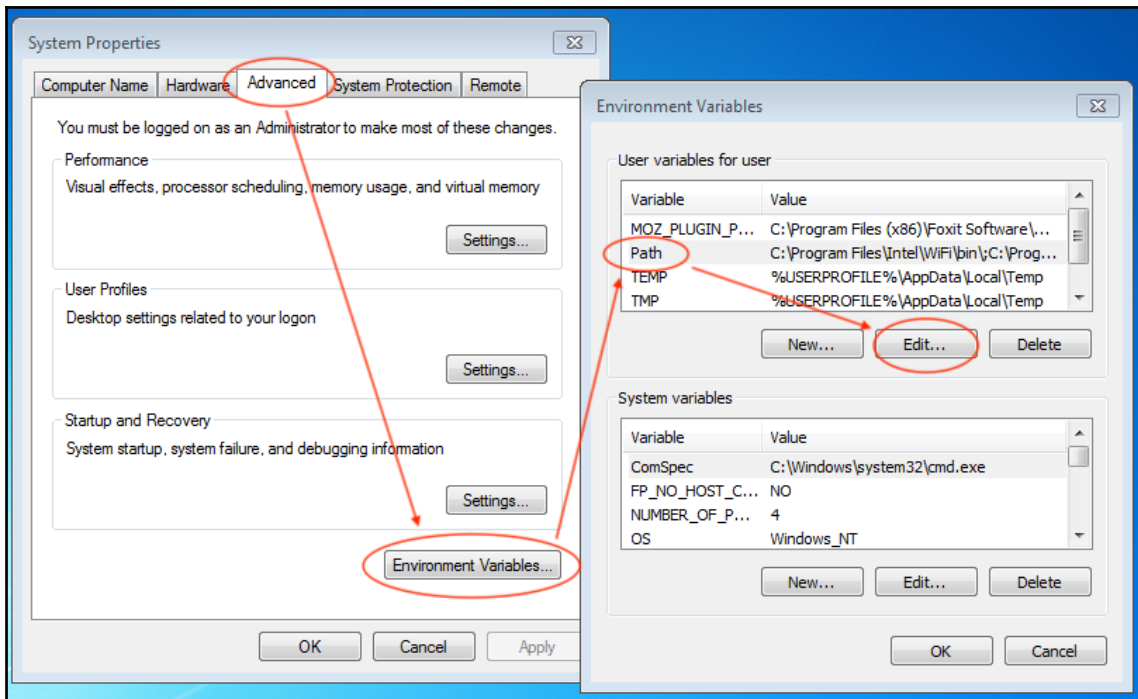 System Properties
Computer Name Hardware Advanced System Protection Remote
You must be logged on as an Administrator to make most of these changes.
Performance
Visual effects, processor scheduling, memory usage, and virtual memory
Settings...
User Profiles
Desktop settings related to your logon
Settings...
Startup and Recovery
System startup, system failure, and debugging information
Settings...
Environment Variables...
OK Cancel Apply
Environment Variables
User variables for user
Variable Value
MOZ_PLUGIN_P... C:\Program Files (x86)\Foxit Software\...
Path C:\Program Files\Intel\WiFi\bin\;C:\Prog...
TEMP %USERPROFILE%\AppData\Local\Temp
TMP %USERPROFILE%\AppData\Local\Temp
New... Edit... Delete
System variables
Variable Value
ComSpec C:\Windows\system32\cmd.exe
FP_NO_HOST_C... NO
NUMBER_OF_P... 4
OS Windows_NT
New... Edit... Delete
OK Cancel